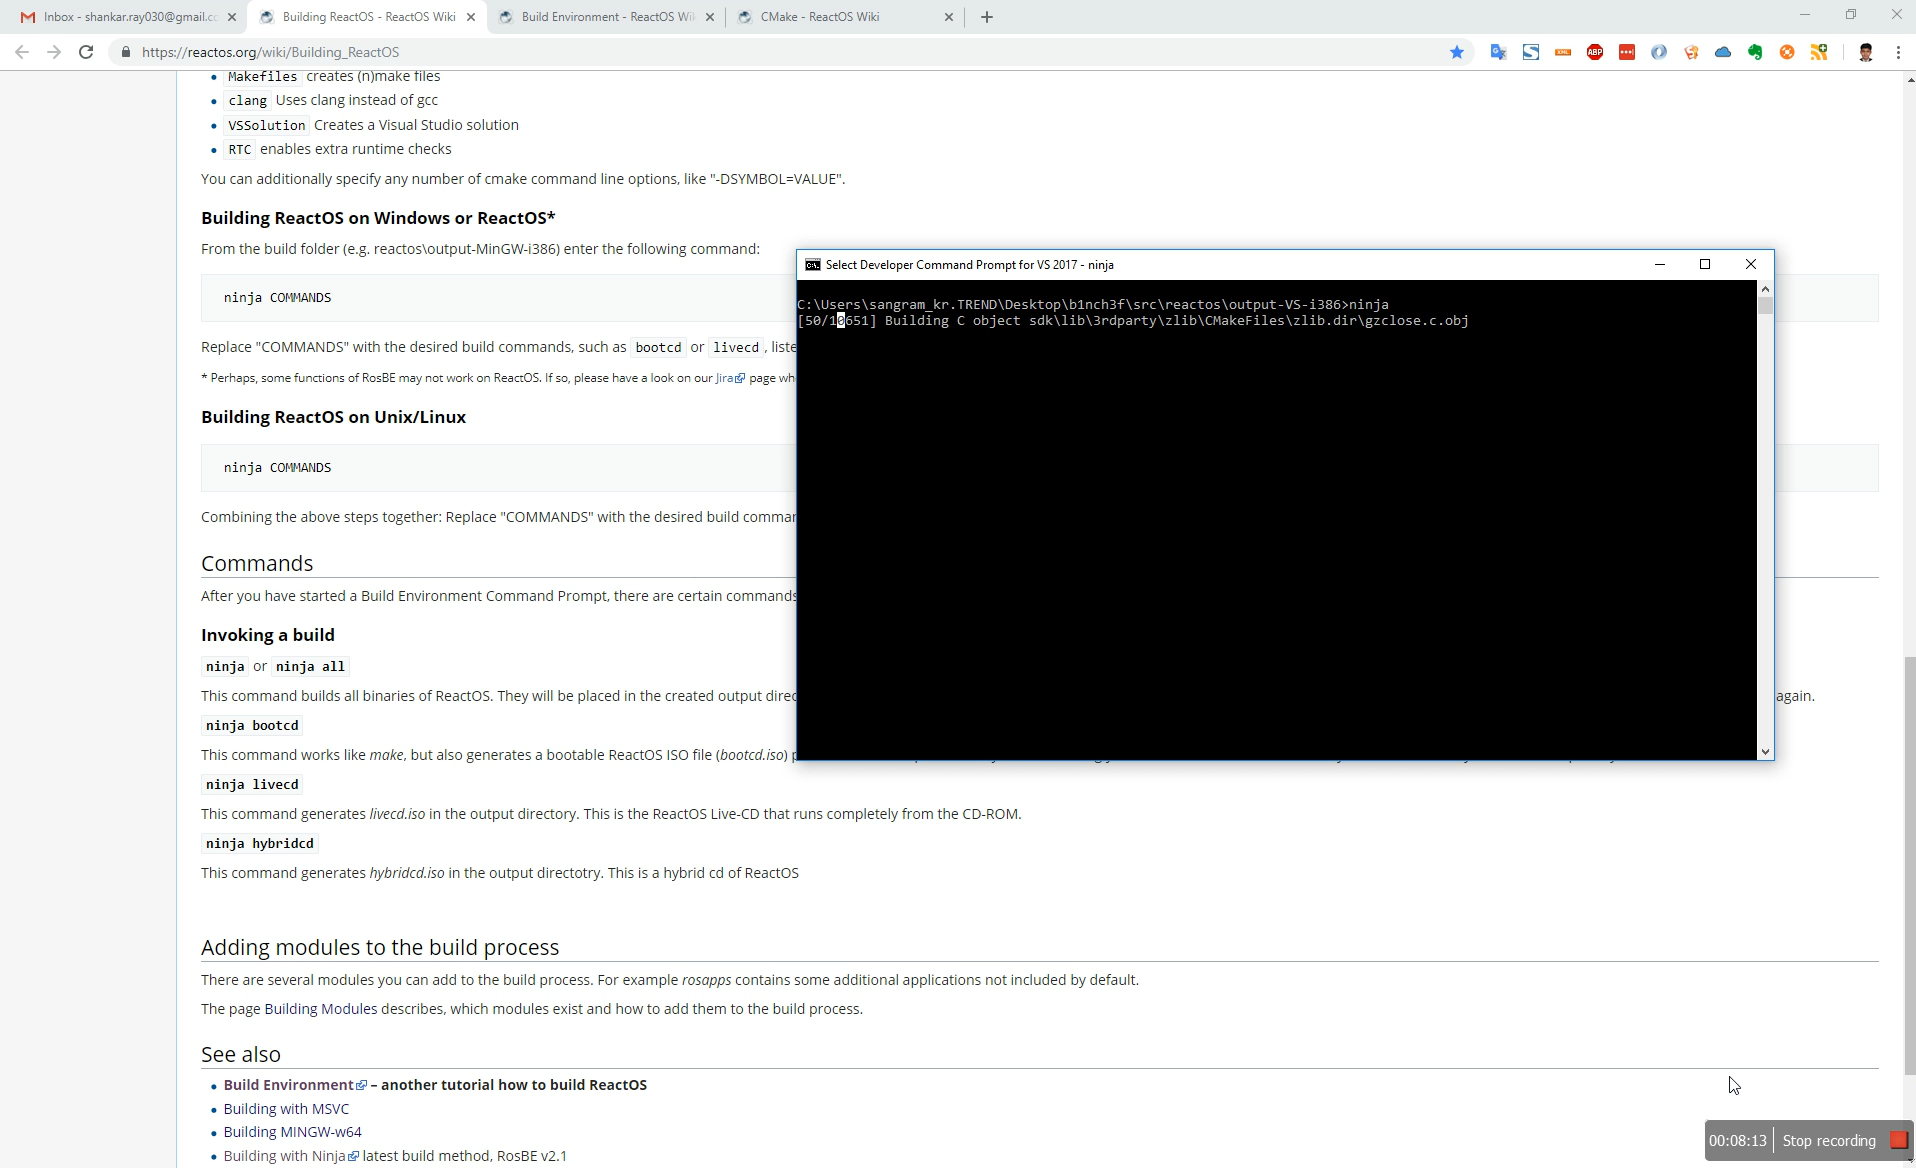 Inbox - shankar.ray030@gmail.cc
Building ReactOS - ReactOS Wiki
Build Environment - ReactOS Wi
CMake - ReactOS Wiki
https://reactos.org/wiki/Building_ReactOS
ABP
Makefiles creates (n)make files
clang Uses clang instead of gcc
VSSolution Creates a Visual Studio solution
RTC enables extra runtime checks
You can additionally specify any number of cmake command line options, like "-DSYMBOL=VALUE".
Building ReactOS on Windows or ReactOS*
From the build folder (e.g. reactos\output-MinGW-i386) enter the following command:
ninja COMMANDS
Replace "COMMANDS" with the desired build commands, such as bootcd or livecd, liste
* Perhaps, some functions of RosBE may not work on ReactOS. If so, please have a look on our Jira page wh
Building ReactOS on Unix/Linux
ninja COMMANDS
Combining the above steps together: Replace "COMMANDS" with the desired build comman
Commands
After you have started a Build Environment Command Prompt, there are certain commands
Invoking a build
ninja or ninja all
This command builds all binaries of ReactOS. They will be placed in the created output direc
again.
ninja bootcd
This command works like make, but also generates a bootable ReactOS ISO file (bootcd.iso) p
ninja livecd
This command generates livecd.iso in the output directory. This is the ReactOS Live-CD that runs completely from the CD-ROM.
ninja hybridcd
This command generates hybridcd.iso in the output directotry. This is a hybrid cd of ReactOS
Adding modules to the build process
There are several modules you can add to the build process. For example rosapps contains some additional applications not included by default.
The page Building Modules describes, which modules exist and how to add them to the build process.
See also
Build Environment – another tutorial how to build ReactOS
Building with MSVC
Building MINGW-w64
Building with Ninja latest build method, RosBE v2.1
Select Developer Command Prompt for VS 2017 - ninja
C:\Users\sangram_kr.TREND\Desktop\b1nch3f\src\reactos\output-VS-i386>ninja
[50/10651] Building C object sdk\lib\3rdparty\zlib\CMakeFiles\zlib.dir\gzclose.c.obj
00:08:13 Stop recording